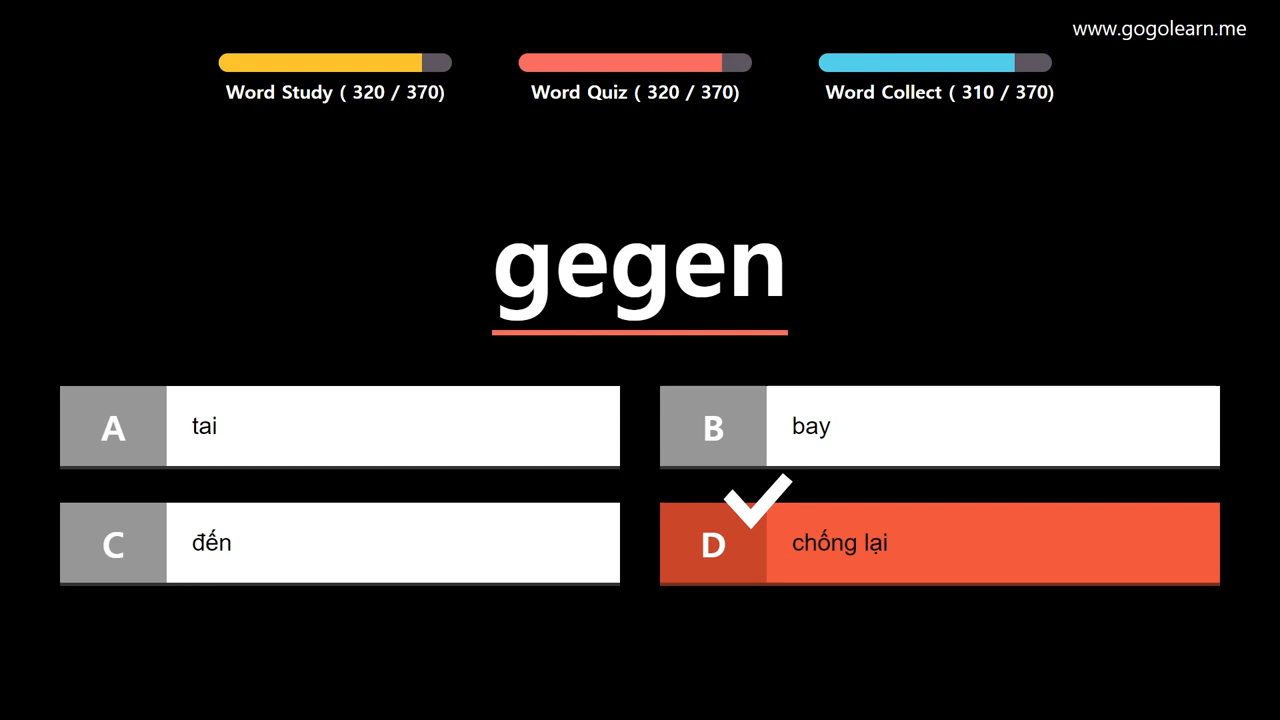 www.gogolearn.me
Word Study ( 320 / 370)
Word Quiz ( 320 / 370)
Word Collect ( 310 / 370)
gegen
A tai
B bay
C đến
D chống lại